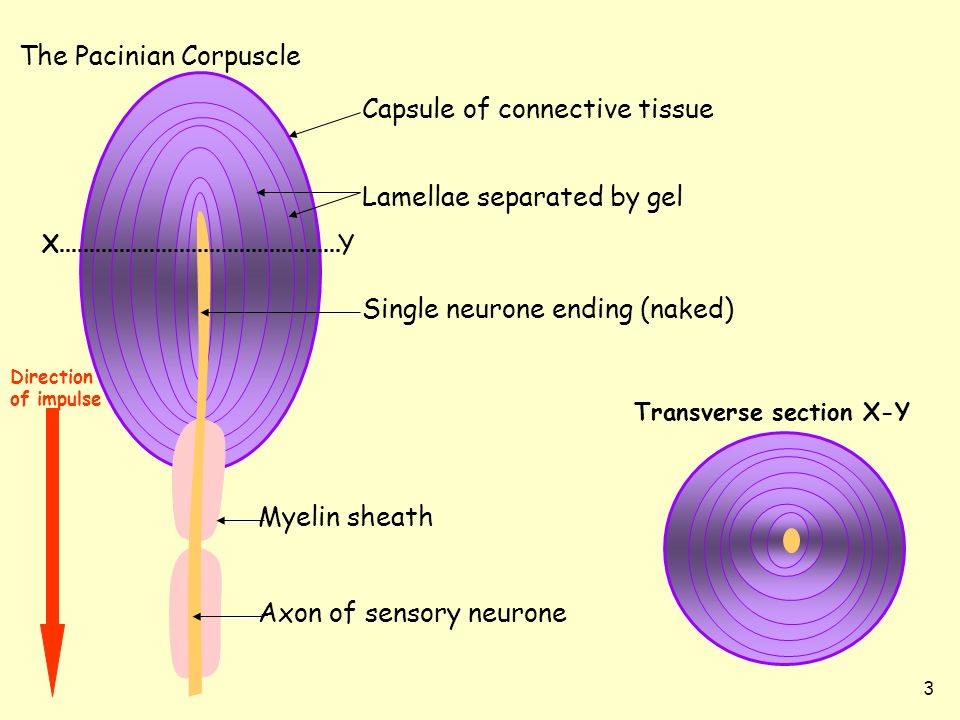 The Pacinian Corpuscle
Capsule of connective tissue
Lamellae separated by gel
X...............................................Y
Single neurone ending (naked)
Direction
of impulse
Transverse section X-Y
Myelin sheath
Axon of sensory neurone
3